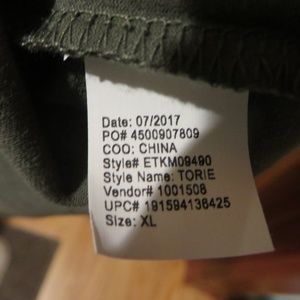 Date: 07/2017
PO# 4500907809
COO: CHINA
Style# ETKM09490
Style Name: TORIE
Vendor# 1001508
UPC# 191594136425
Size: XL